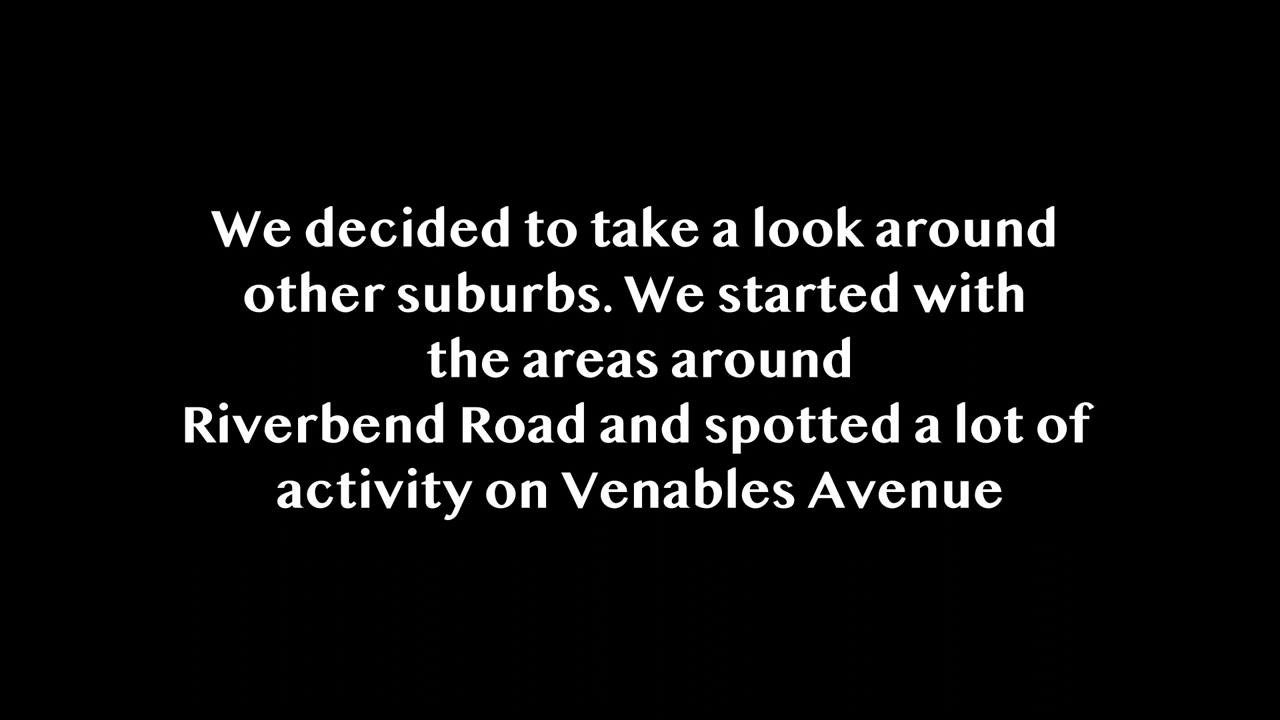 We decided to take a look around
other suburbs. We started with
the areas around
Riverbend Road and spotted a lot of
activity on Venables Avenue